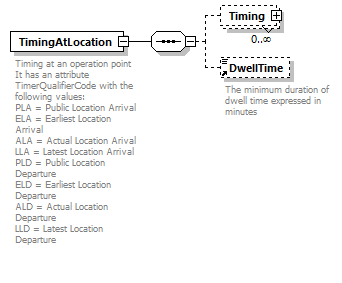 Timing
0..∞
TimingAtLocation
DwellTime
Timing at an operation point
It has an attribute
TimerQualifierCode with the
following values:
PLA = Public Location Arrival
ELA = Earliest Location
Arrival
ALA = Actual Location Arival
LLA = Latest Location Arrival
PLD = Public Location
Departure
ELD = Earliest Location
Departure
ALD = Actual Location
Departure
LLD = Latest Location
Departure
The minimum duration of
dwell time expressed in
minutes